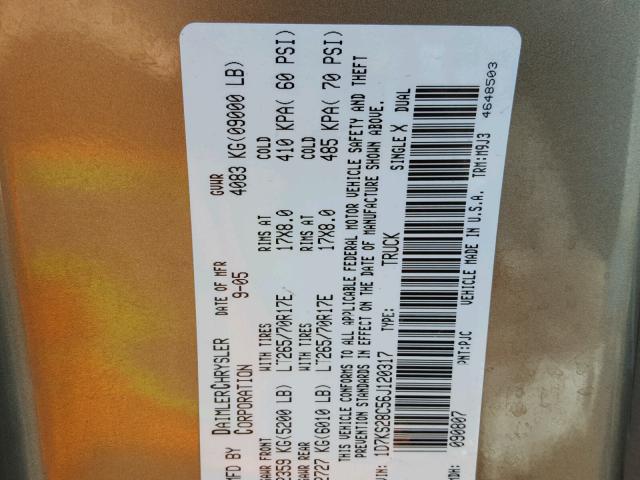 MFD BY DAIMLERCHRYSLER CORPORATION DATE OF MFR 9-05 GVWR 4083 KG(09000 LB)
GAWR FRONT WITH TIRES RIMS AT COLD
2359 KG(5200 LB) LT265/70R17E 17X8.0 410 KPA( 60 PSI)
GAWR REAR WITH TIRES RIMS AT COLD
2727 KG(6010 LB) LT265/70R17E 17X8.0 485 KPA( 70 PSI)
THIS VEHICLE CONFORMS TO ALL APPLICABLE FEDERAL MOTOR VEHICLE SAFETY AND THEFT
PREVENTION STANDARDS IN EFFECT ON THE DATE OF MANUFACTURE SHOWN ABOVE.
: 1D7KS28C56J120317 TYPE: TRUCK SINGLE X DUAL
MDH: 090807 PNT:PJC VEHICLE MADE IN U.S.A. TRM:M9J3
4648503